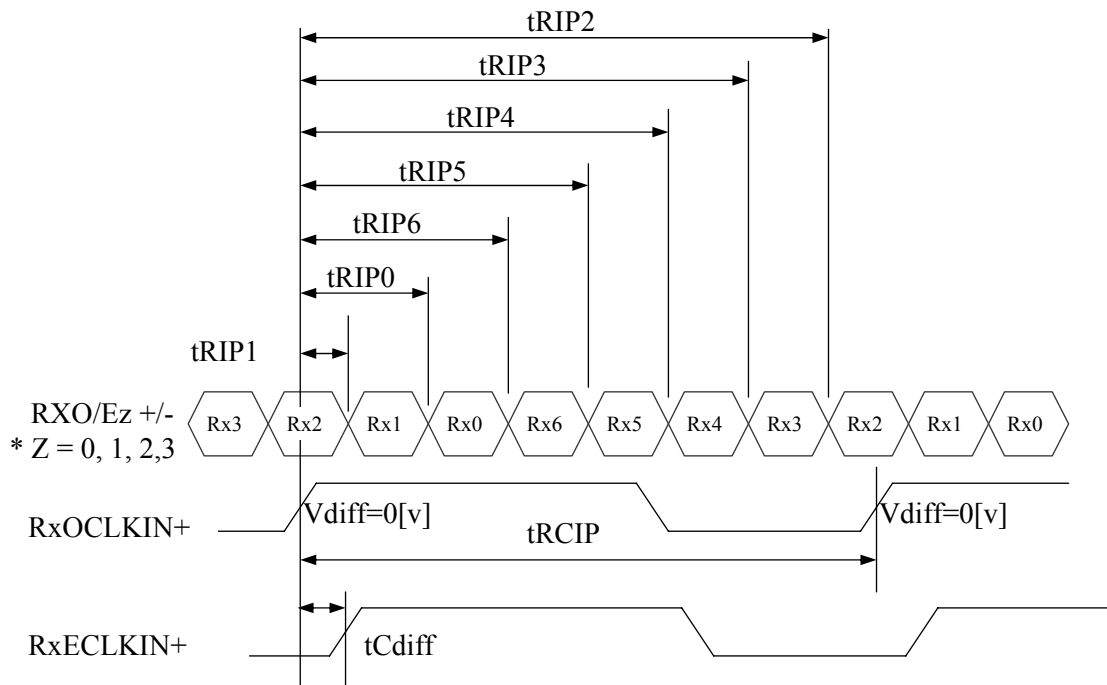 tRIP2
tRIP3
tRIP4
tRIP5
tRIP6
tRIP0
tRIP1
RXO/Ez +/-
* Z = 0, 1, 2,3
Rx3 Rx2 Rx1 Rx0 Rx6 Rx5 Rx4 Rx3 Rx2 Rx1 Rx0
RxOCLKIN+
Vdiff=0[v] Vdiff=0[v]
tRCIP
RxECLKIN+
tCdiff